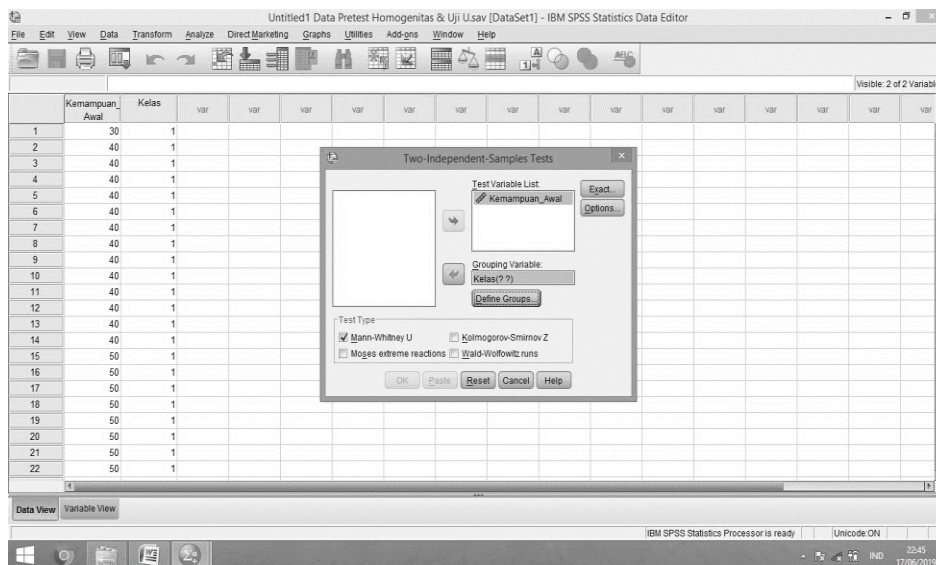 Untitled1 Data Pretest Homogenitas & Uji U.sav [DataSet1] - IBM SPSS Statistics Data Editor
File Edit View Data Transform Analyze Direct Marketing Graphs Utilities Add-ons Window Help
Visible: 2 of 2 Variabl
Kemampuan_Awal Kelas var var var var var var var var var var var var var var var
1 30 1
2 40 1
3 40 1
4 40 1
5 40 1
6 40 1
7 40 1
8 40 1
9 40 1
10 40 1
11 40 1
12 40 1
13 40 1
14 40 1
15 50 1
16 50 1
17 50 1
18 50 1
19 50 1
20 50 1
21 50 1
22 50 1
Two-Independent-Samples Tests
Test Variable List:
Kemampuan_Awal
Exact...
Options...
Grouping Variable:
Kelas(? ?)
Define Groups...
Test Type
Mann-Whitney U Kolmogorov-Smirnov Z
Moses extreme reactions Wald-Wolfowitz runs
OK Paste Reset Cancel Help
Data View Variable View
IBM SPSS Statistics Processor is ready Unicode:ON
IND
22:45
17/06/2019